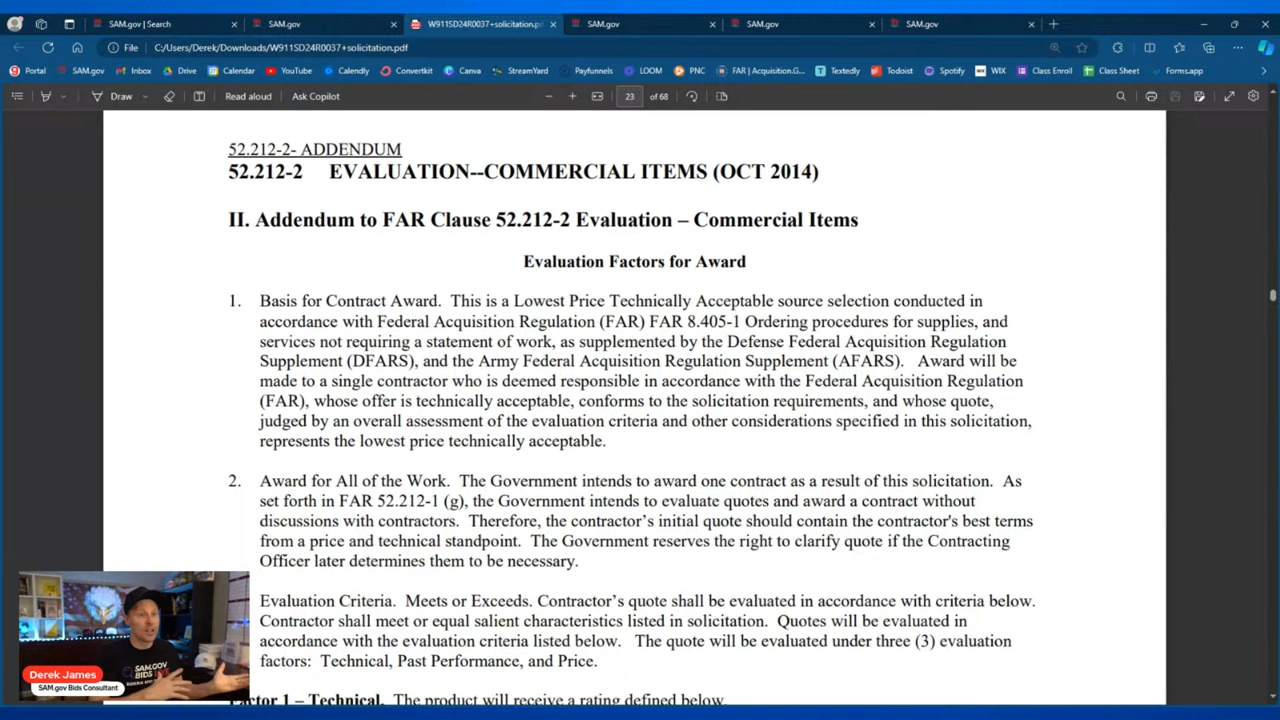 SAM.gov | Search
SAM.gov
W911SD24R0037+solicitation.pd
SAM.gov
SAM.gov
SAM.gov
File
C:/Users/Derek/Downloads/W911SD24R0037+solicitation.pdf
Portal
SAM.gov
Inbox
Drive
Calendar
YouTube
Calendly
Convertkit
Canva
StreamYard
Payfunnels
LOOM
PNC
FAR | Acquisition.G...
Textedly
Todoist
Spotify
WIX
Class Enroll
Class Sheet
Forms.app
Draw
Read aloud
Ask Copilot
23
of 68
52.212-2- ADDENDUM
52.212-2 EVALUATION--COMMERCIAL ITEMS (OCT 2014)
II. Addendum to FAR Clause 52.212-2 Evaluation – Commercial Items
Evaluation Factors for Award
1. Basis for Contract Award. This is a Lowest Price Technically Acceptable source selection conducted in
accordance with Federal Acquisition Regulation (FAR) FAR 8.405-1 Ordering procedures for supplies, and
services not requiring a statement of work, as supplemented by the Defense Federal Acquisition Regulation
Supplement (DFARS), and the Army Federal Acquisition Regulation Supplement (AFARS). Award will be
made to a single contractor who is deemed responsible in accordance with the Federal Acquisition Regulation
(FAR), whose offer is technically acceptable, conforms to the solicitation requirements, and whose quote,
judged by an overall assessment of the evaluation criteria and other considerations specified in this solicitation,
represents the lowest price technically acceptable.
2. Award for All of the Work. The Government intends to award one contract as a result of this solicitation. As
set forth in FAR 52.212-1 (g), the Government intends to evaluate quotes and award a contract without
discussions with contractors. Therefore, the contractor's initial quote should contain the contractor's best terms
from a price and technical standpoint. The Government reserves the right to clarify quote if the Contracting
Officer later determines them to be necessary.
Evaluation Criteria. Meets or Exceeds. Contractor's quote shall be evaluated in accordance with criteria below.
Contractor shall meet or equal salient characteristics listed in solicitation. Quotes will be evaluated in
accordance with the evaluation criteria listed below. The quote will be evaluated under three (3) evaluation
factors: Technical, Past Performance, and Price.
Factor 1 – Technical. The product will receive a rating defined below.
SAM.GOV
BIDS
Derek James
SAM.gov Bids Consultant